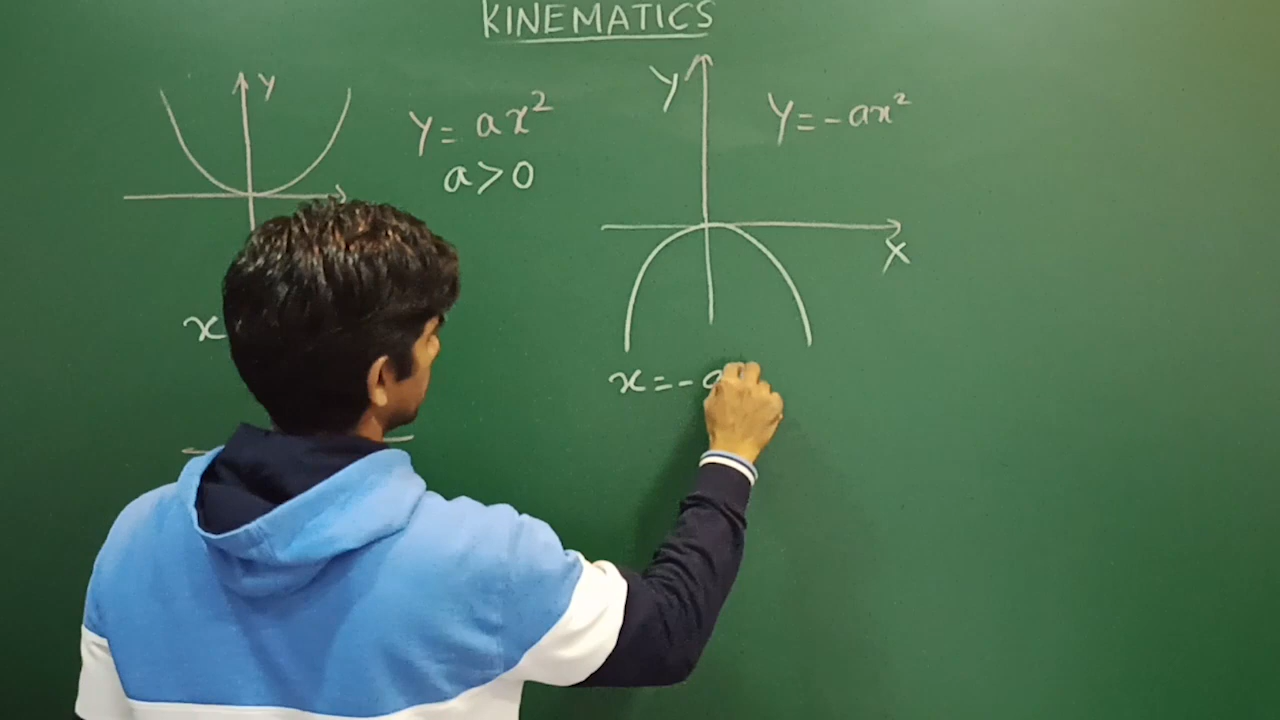 KINEMATICS
y
y = ax²
a > 0
y
y = -ax²
x
x
x = - a